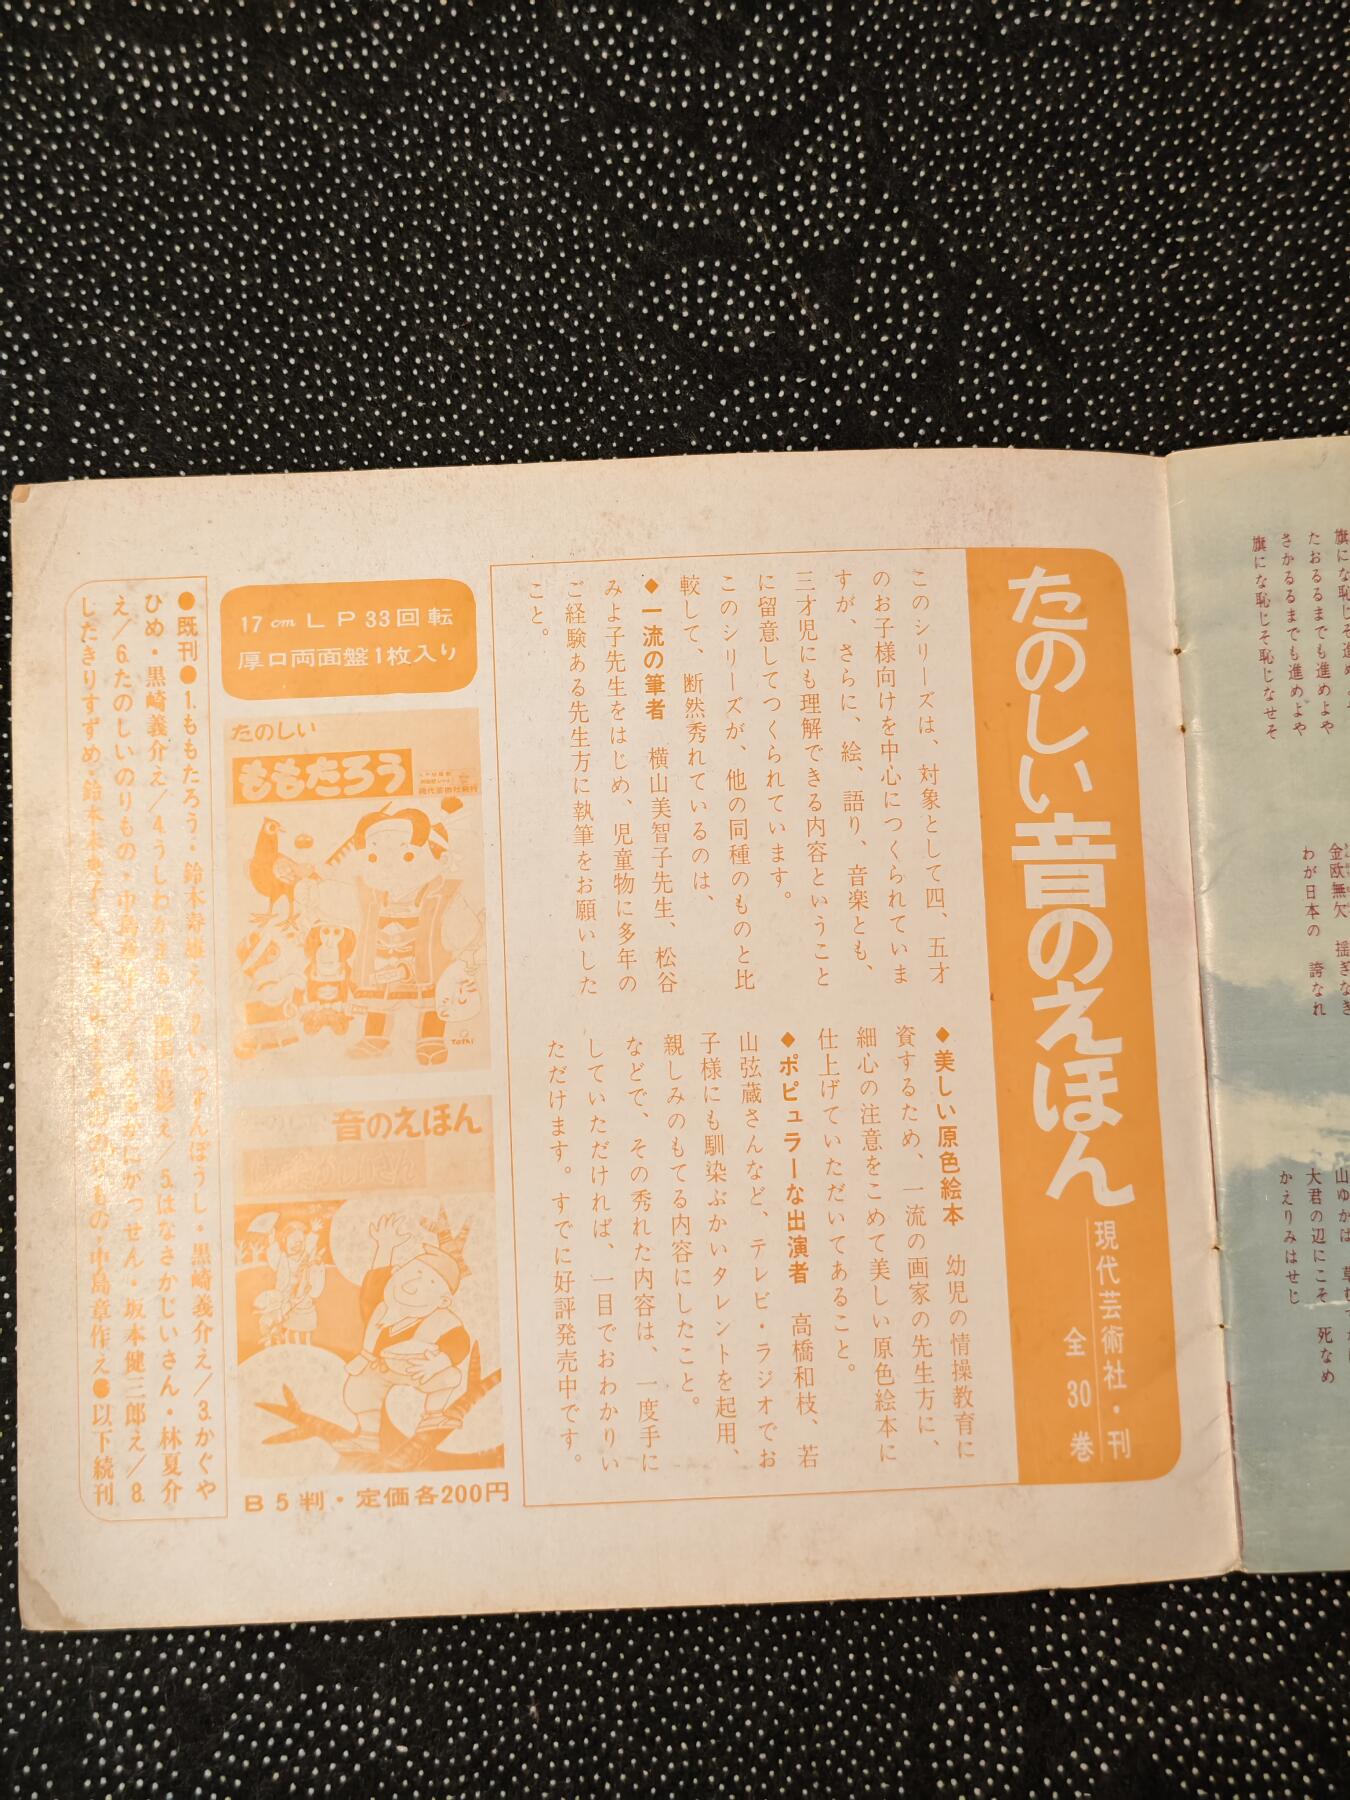 たのしい音のえほん
現代芸術社・刊
全30巻
このシリーズは、対象として四、五才
のお子様向けを中心につくられていま
すが、さらに、絵、語り、音楽とも、
三才児にも理解できる内容ということ
に留意してつくられています。
このシリーズが、他の同種のものと比
較して、断然秀れているのは、
◆一流の筆者　横山美智子先生、松谷
みよ子先生をはじめ、児童物に多年の
ご経験ある先生方に執筆をお願いした
こと。
◆美しい原色絵本　幼児の情操教育に
資するため、一流の画家の先生方に、
細心の注意をこめて美しい原色絵本に
仕上げていただいてあること。
◆ポピュラーな出演者　高橋和枝、若
山弦蔵さんなど、テレビ・ラジオでお
子様にも馴染ぶかいタレントを起用、
親しみのもてる内容にしたこと。
などで、その秀れた内容は、一度手に
していただければ、一目でおわかりい
ただけます。すでに好評発売中です。
17cmLP33回転
厚口両面盤1枚入り
たのしい
ももたろう
現代芸術社発行
TOSHI
音のえほん
B5判・定価各200円
●既刊●1.ももたろう・鈴木寿雄え/2.いっすんぼうし・黒崎義介え/3.かぐや
ひめ・黒崎義介え/4.うしわかまる・え/5.はなさかじいさん・林夏介
え/6.たのしいのりもの・中島章作え/7.さるかにかっせん・坂本健三郎え/8.
したきりすずめ・鈴木未央子え・のりもの・中島章作え●以下続刊
旗にな恥じそ進めよや
たおるるまでも進めよや
さかるるまでも進めよや
旗にな恥じそ恥じなせそ
金欧無欠　揺ぎなき
わが日本の　誇なれ
山ゆかば
大君の辺にこそ　死なめ
かえりみはせじ